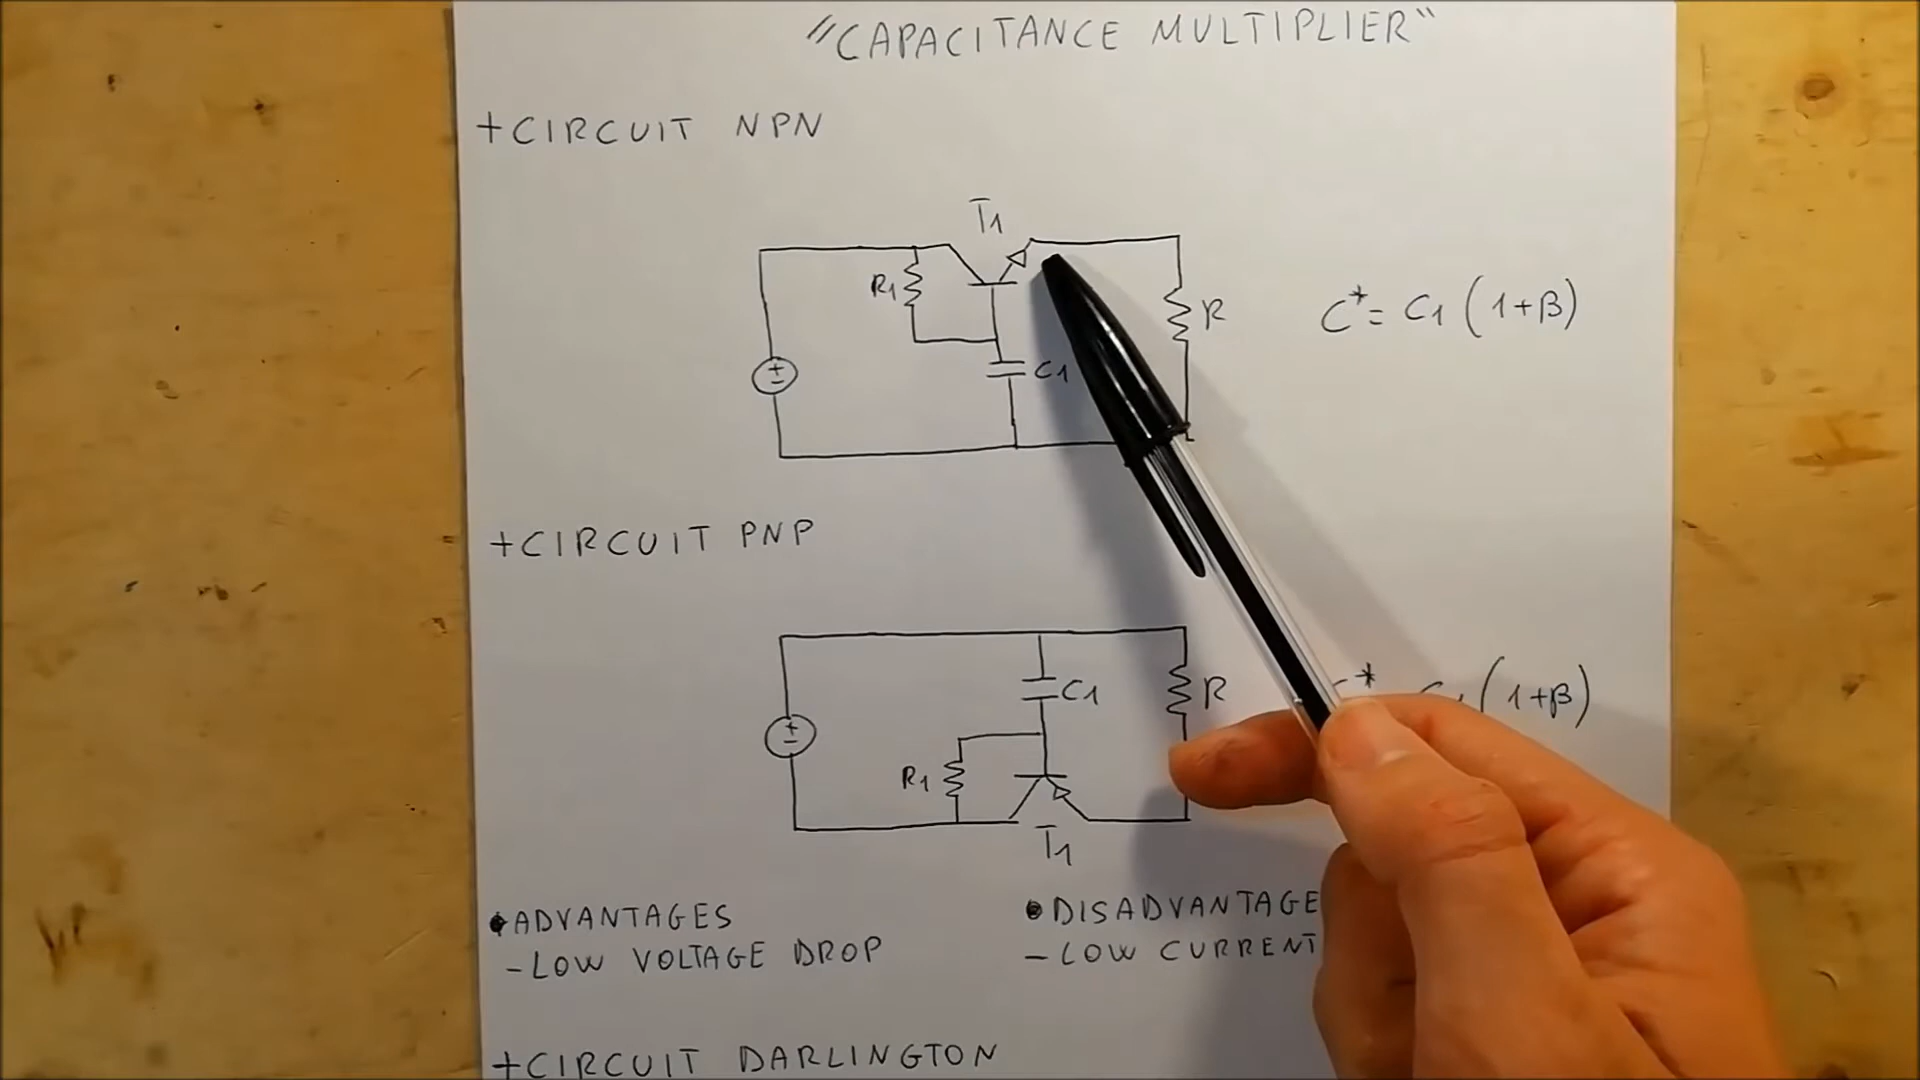 "CAPACITANCE MULTIPLIER"
+CIRCUIT NPN
T1
R1
C1
R
C* = C1 (1+β)
+CIRCUIT PNP
C1
R
(1+β)
R1
T1
•ADVANTAGES
-LOW VOLTAGE DROP
•DISADVANTAGE
-LOW CURRENT
+CIRCUIT DARLINGTON